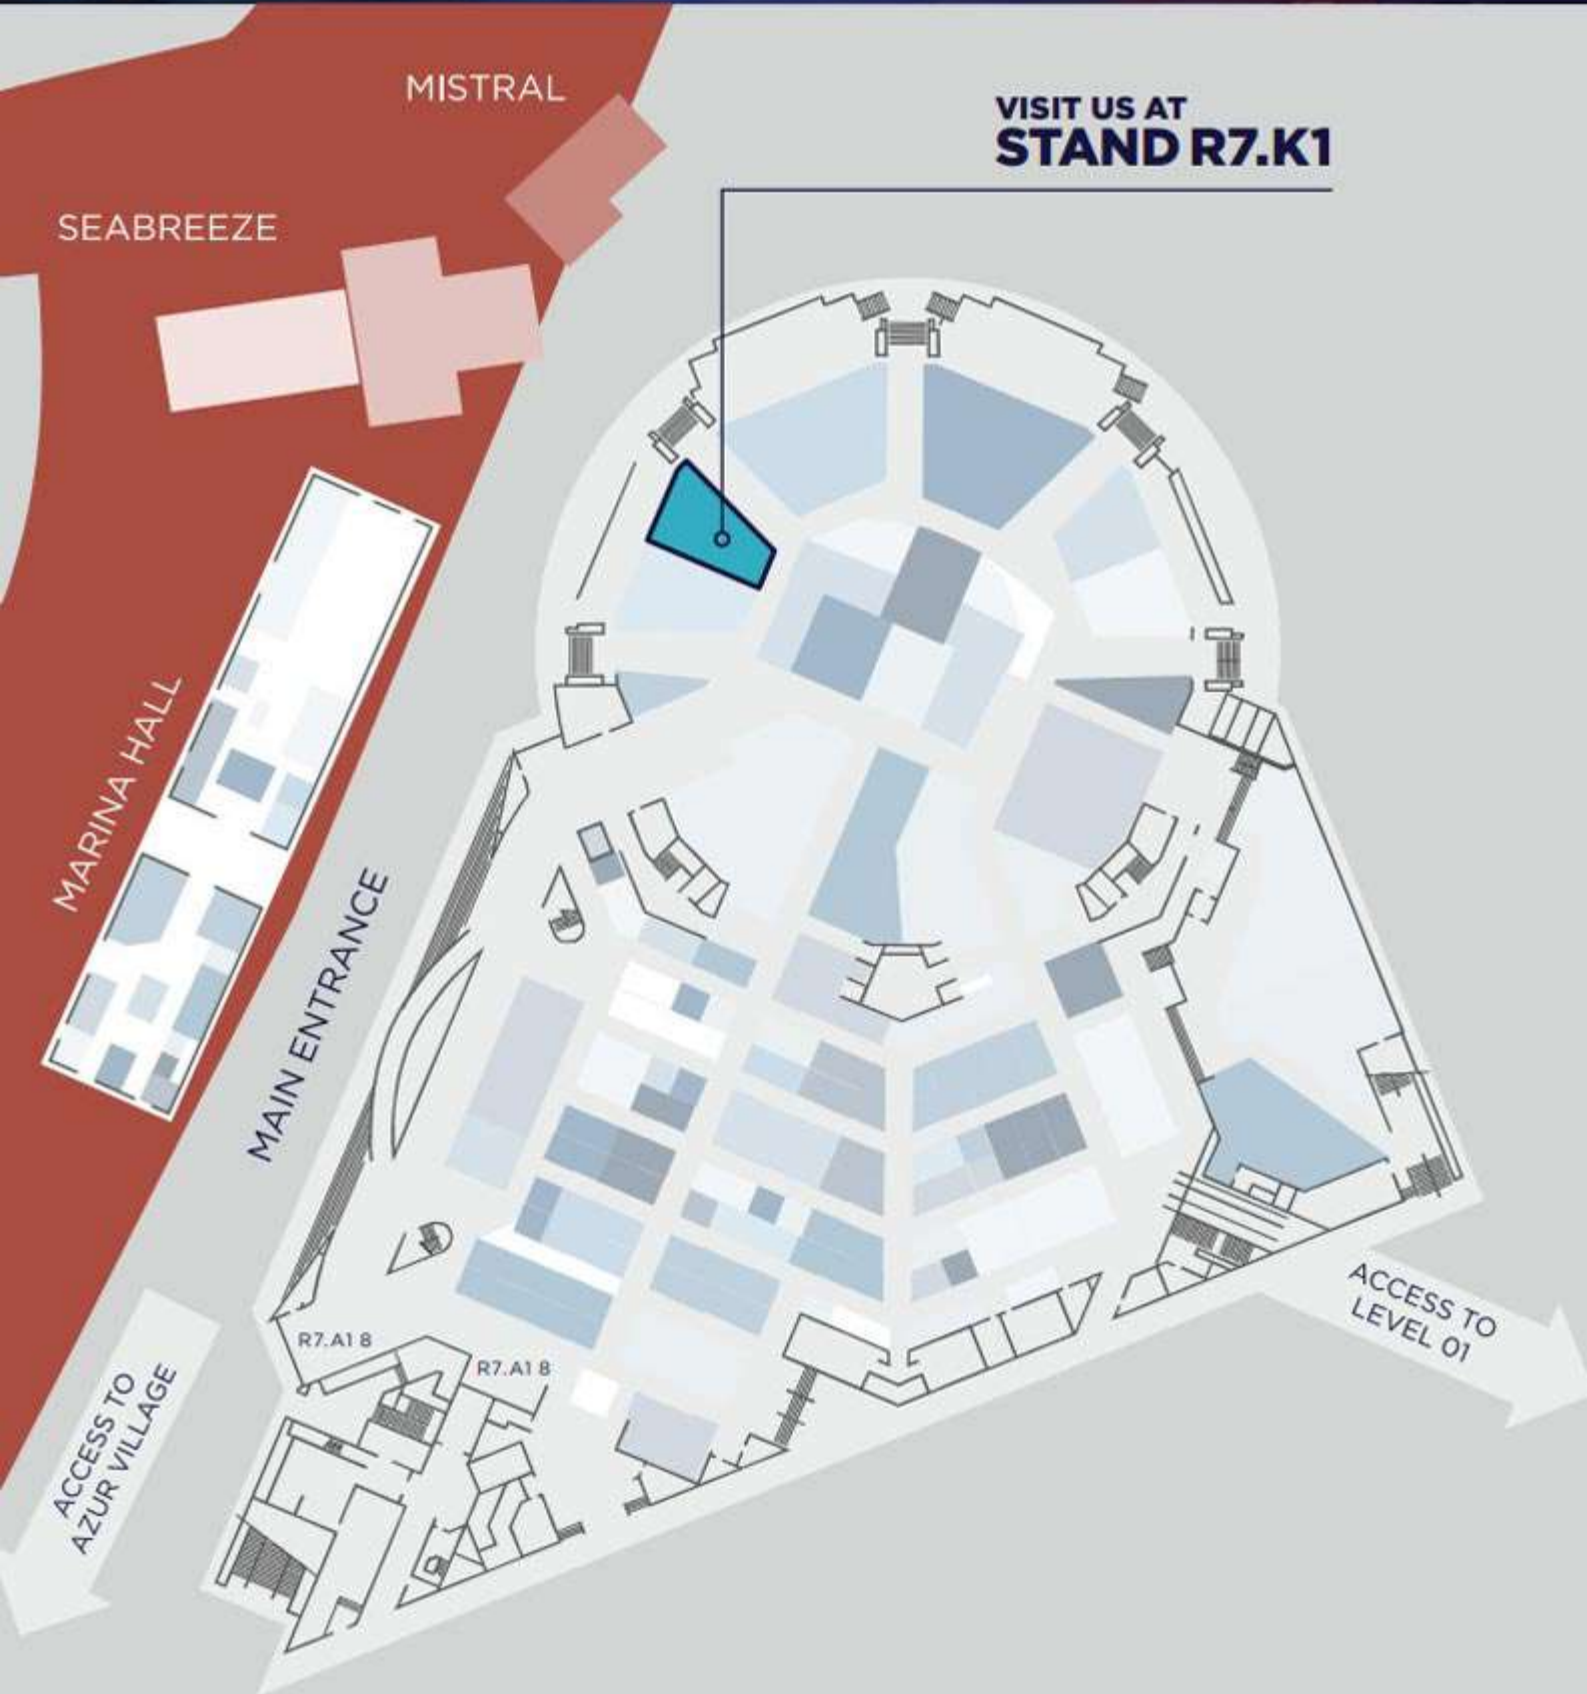 MISTRAL
VISIT US AT
STAND R7.K1
SEABREEZE
MARINA HALL
MAIN ENTRANCE
ACCESS TO
LEVEL 01
R7.A1 8
R7.A1 8
ACCESS TO
AZUR VILLAGE